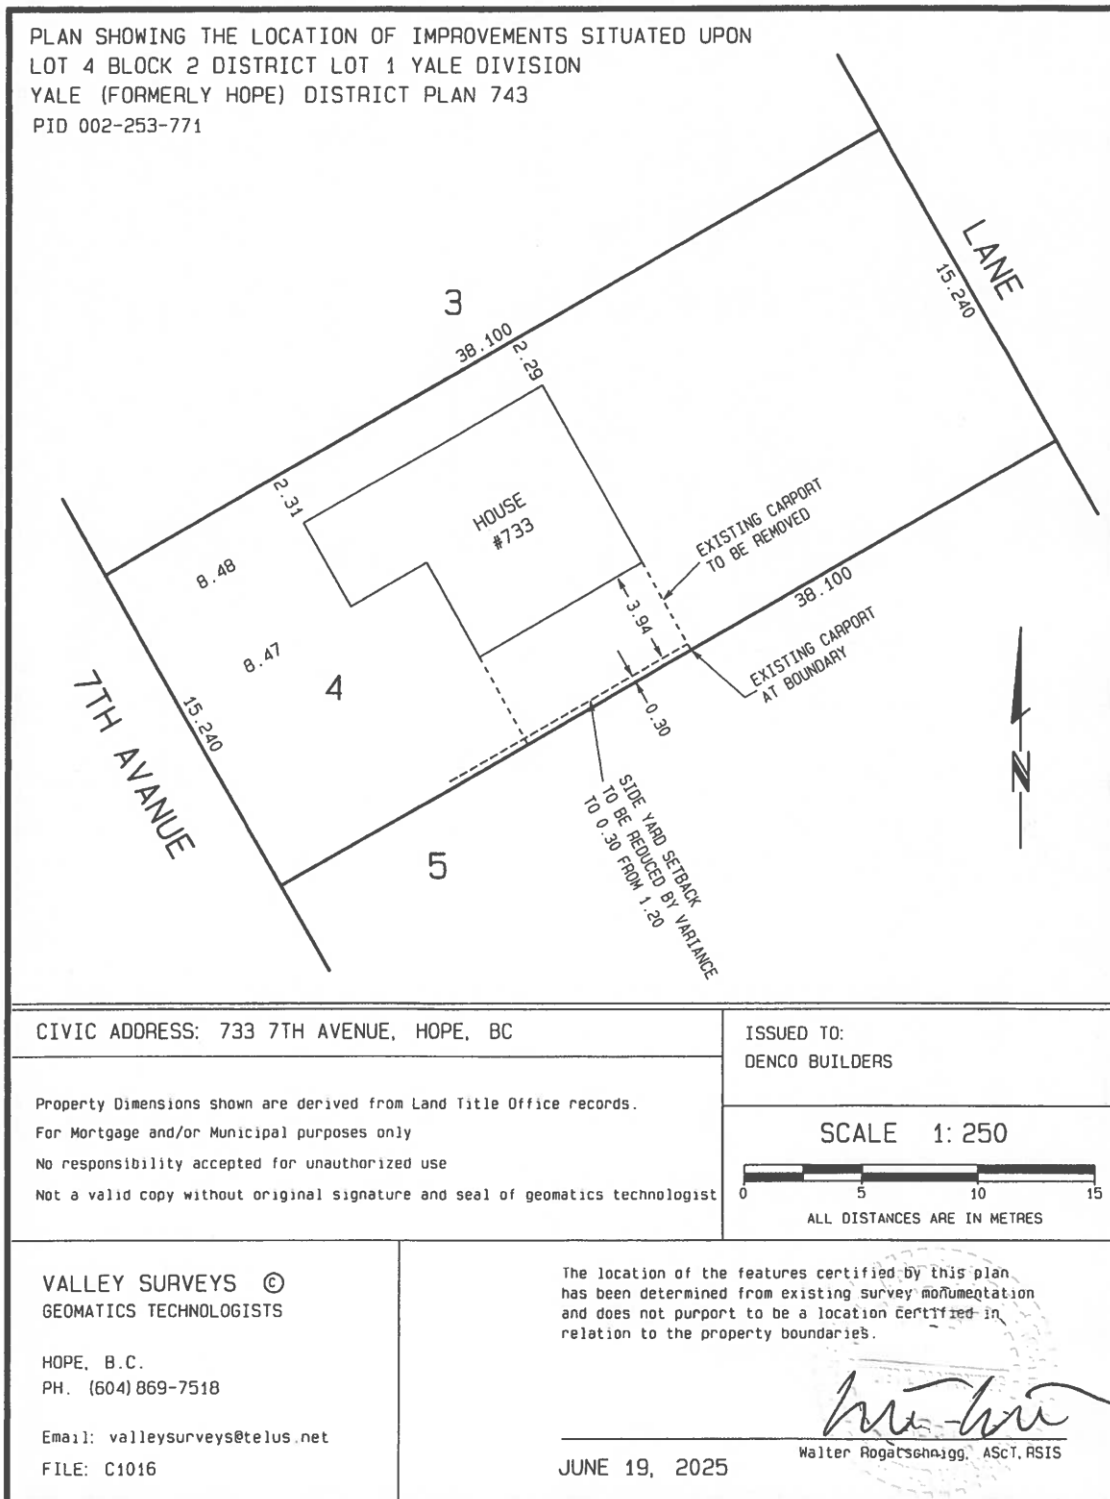 PLAN SHOWING THE LOCATION OF IMPROVEMENTS SITUATED UPON
LOT 4 BLOCK 2 DISTRICT LOT 1 YALE DIVISION
YALE (FORMERLY HOPE) DISTRICT PLAN 743
PID 002-253-771
LANE
15.240
3
38.100
2.29
2.31
HOUSE
#733
EXISTING CARPORT
TO BE REMOVED
8.48
38.100
3.94
8.47
EXISTING CARPORT
AT BOUNDARY
4
7TH AVANUE
15.240
0.30
N
SIDE YARD SETBACK
TO BE REDUCED BY VARIANCE
TO 0.30 FROM 1.20
5
CIVIC ADDRESS: 733 7TH AVENUE, HOPE, BC
ISSUED TO:
DENCO BUILDERS
Property Dimensions shown are derived from Land Title Office records.
For Mortgage and/or Municipal purposes only
No responsibility accepted for unauthorized use
Not a valid copy without original signature and seal of geomatics technologist
SCALE 1:250
0 5 10 15
ALL DISTANCES ARE IN METRES
VALLEY SURVEYS ©
GEOMATICS TECHNOLOGISTS
HOPE, B.C.
PH. (604)869-7518
Email: valleysurveys@telus.net
FILE: C1016
The location of the features certified by this plan
has been determined from existing survey monumentation
and does not purport to be a location certified in
relation to the property boundaries.
Walter Rogatschnigg, AScT, RSIS
JUNE 19, 2025